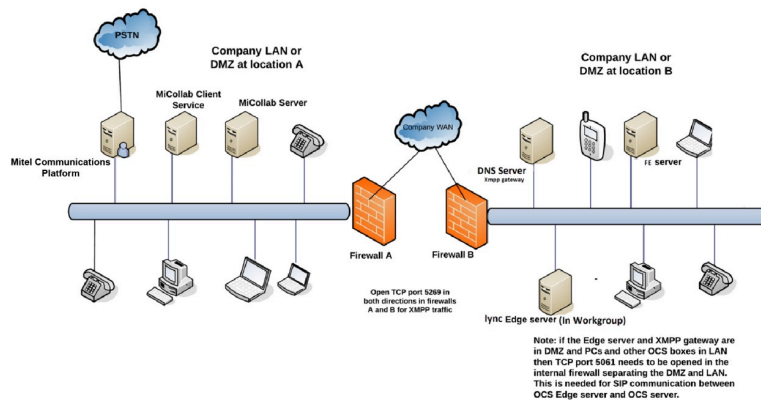 PSTN
Company LAN or
DMZ at location A
Company LAN or
DMZ at location B
MiCollab Client
Service
MiCollab Server
Mitel Communications
Platform
Company WAN
DNS Server
Xmpp gateway
FE server
Firewall A
Firewall B
Open TCP port 5269 in
both directions in firewalls
A and B for XMPP traffic
lync Edge server (In Workgroup)
Note: if the Edge server and XMPP gateway are
in DMZ and PCs and other OCS boxes in LAN
then TCP port 5061 needs to be opened in the
internal firewall separating the DMZ and LAN.
This is needed for SIP communication between
OCS Edge server and OCS server.